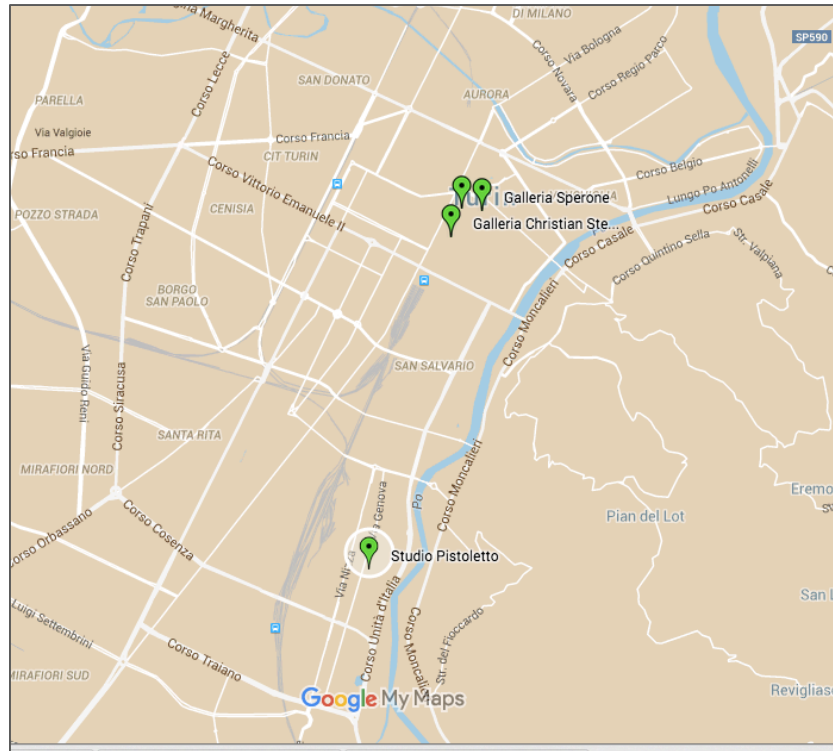 Regina Margherita
DI MILANO
SP590
Via Bologna
Corso Novara
Corso Regio Parco
Corso Lecce
SAN DONATO
AURORA
PARELLA
Via Valgioie
Corso Francia
Corso Francia
CIT TURIN
Corso Vittorio Emanuele II
Corso Belgio
Lungo Po Antonelli
Corso Casale
Galleria Sperone
Galleria Christian Ste...
POZZO STRADA
CENISIA
Corso Trapani
Corso Casale
Corso Quintino Sella
Str. Valpiana
BORGO
SAN PAOLO
Corso Moncalieri
Via Guido Reni
Corso Siracusa
SAN SALVARIO
SANTA RITA
MIRAFIORI NORD
Corso Moncalieri
Po
Via Genova
Pian del Lot
Eremo
Corso Orbassano
Corso Cosenza
Studio Pistoletto
Via Nizza
Corso Unità d'Italia
San L
Luigi Settembrini
Corso Traiano
Corso Moncalie
Str. del Fioccardo
MIRAFIORI SUD
Google My Maps
Revigliasc